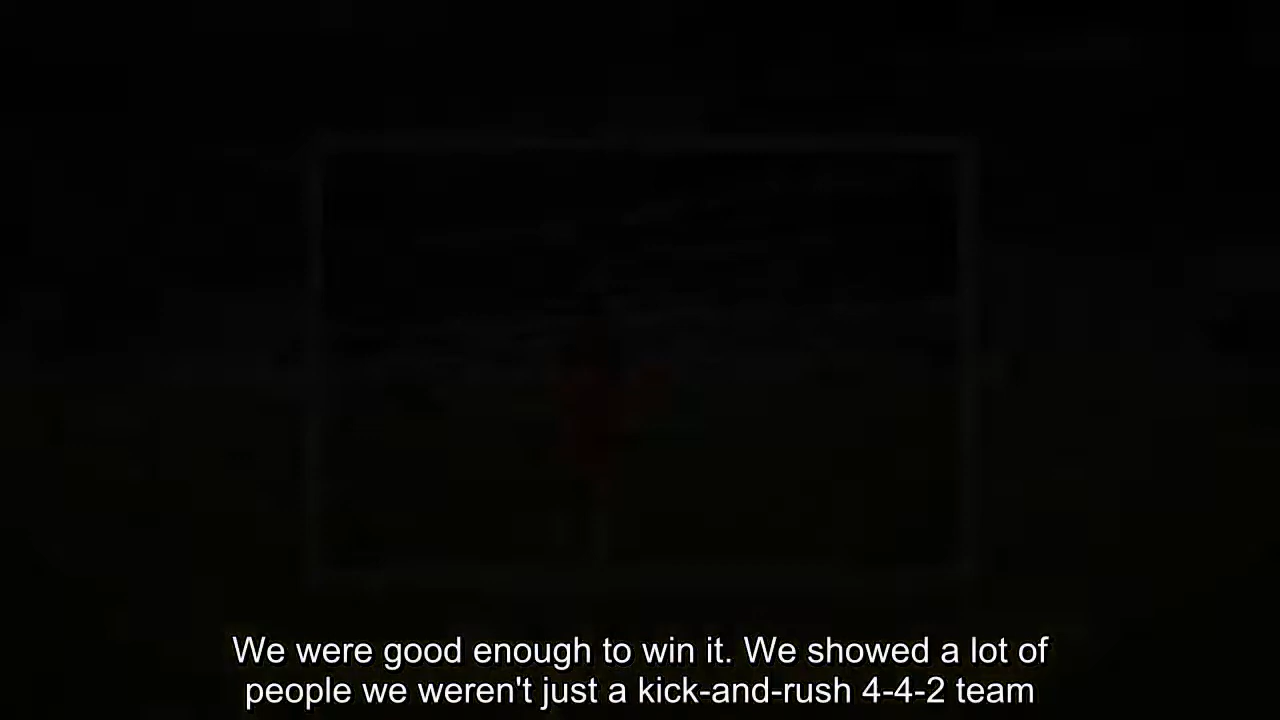 We were good enough to win it. We showed a lot of
people we weren't just a kick-and-rush 4-4-2 team